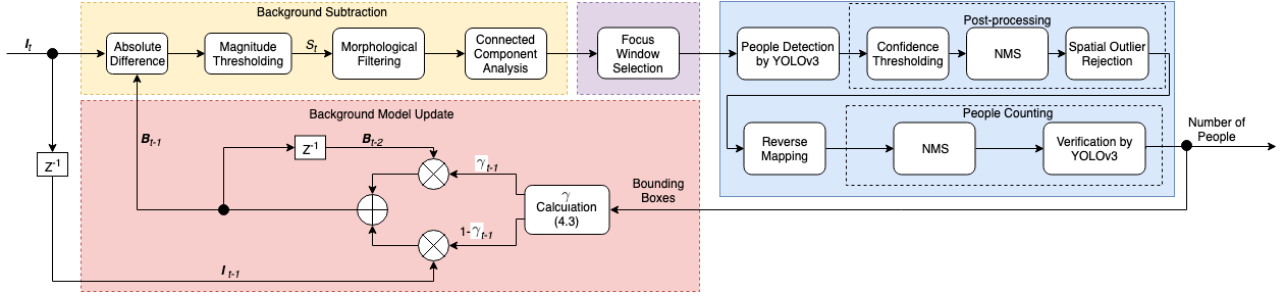 Background Subtraction
Post-processing
I_t
Absolute
Difference
Magnitude
Thresholding
S_t
Morphological
Filtering
Connected
Component
Analysis
Focus
Window
Selection
People Detection
by YOLOv3
Confidence
Thresholding
NMS
Spatial Outlier
Rejection
Background Model Update
People Counting
Number of
People
B_t-1
Z⁻¹
B_t-2
Z⁻¹
Reverse
Mapping
NMS
Verification by
YOLOv3
γ_t-1
γ
Calculation
(4.3)
Bounding
Boxes
1-γ_t-1
I_t-1